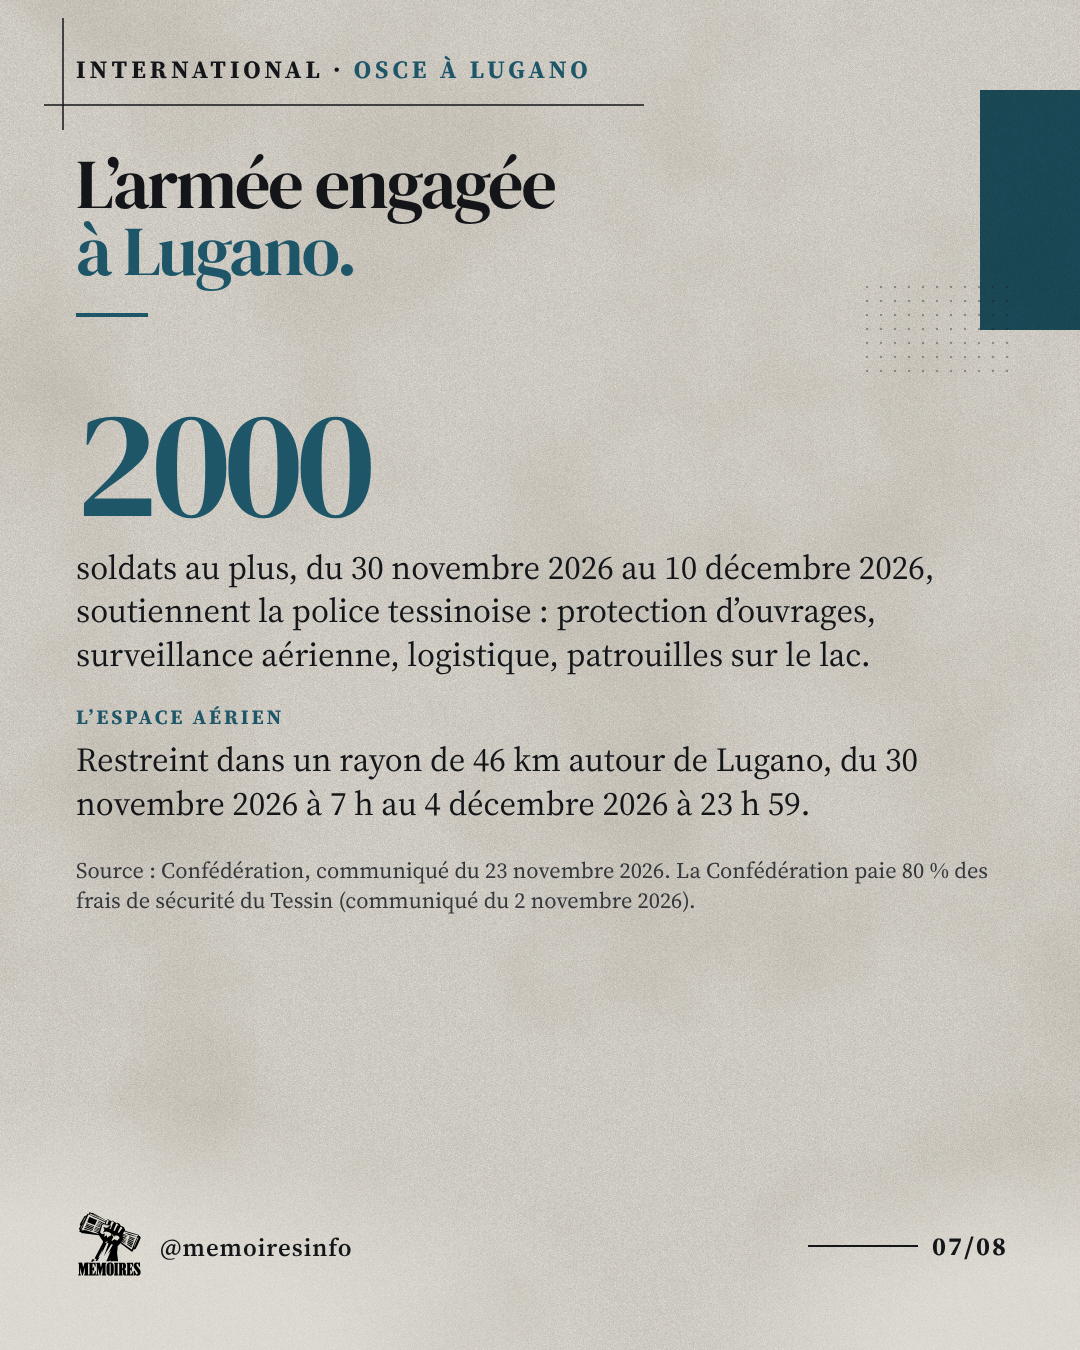 INTERNATIONAL · OSCE À LUGANO
L’armée engagée
à Lugano.
2000
soldats au plus, du 30 novembre 2026 au 10 décembre 2026,
soutiennent la police tessinoise : protection d’ouvrages,
surveillance aérienne, logistique, patrouilles sur le lac.
L’ESPACE AÉRIEN
Restreint dans un rayon de 46 km autour de Lugano, du 30
novembre 2026 à 7 h au 4 décembre 2026 à 23 h 59.
Source : Confédération, communiqué du 23 novembre 2026. La Confédération paie 80 % des
frais de sécurité du Tessin (communiqué du 2 novembre 2026).
MÉMOIRES
@memoiresinfo
07/08